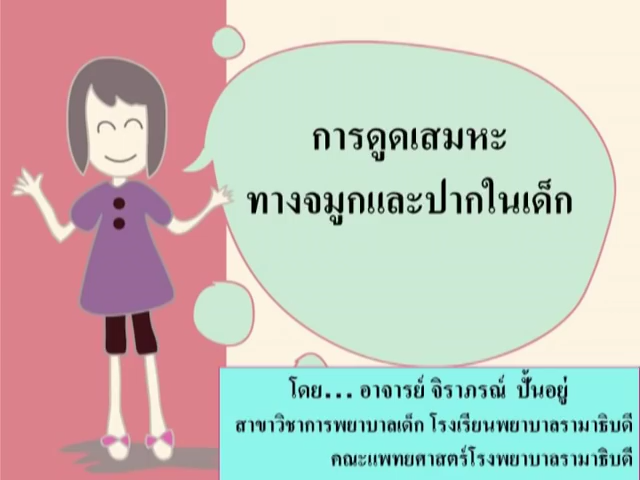 การดูดเสมหะ
ทางจมูกและปากในเด็ก
โดย... อาจารย์ จิราภรณ์ ปั้นอยู่
สาขาวิชาการพยาบาลเด็ก โรงเรียนพยาบาลรามาธิบดี
คณะแพทยศาสตร์โรงพยาบาลรามาธิบดี